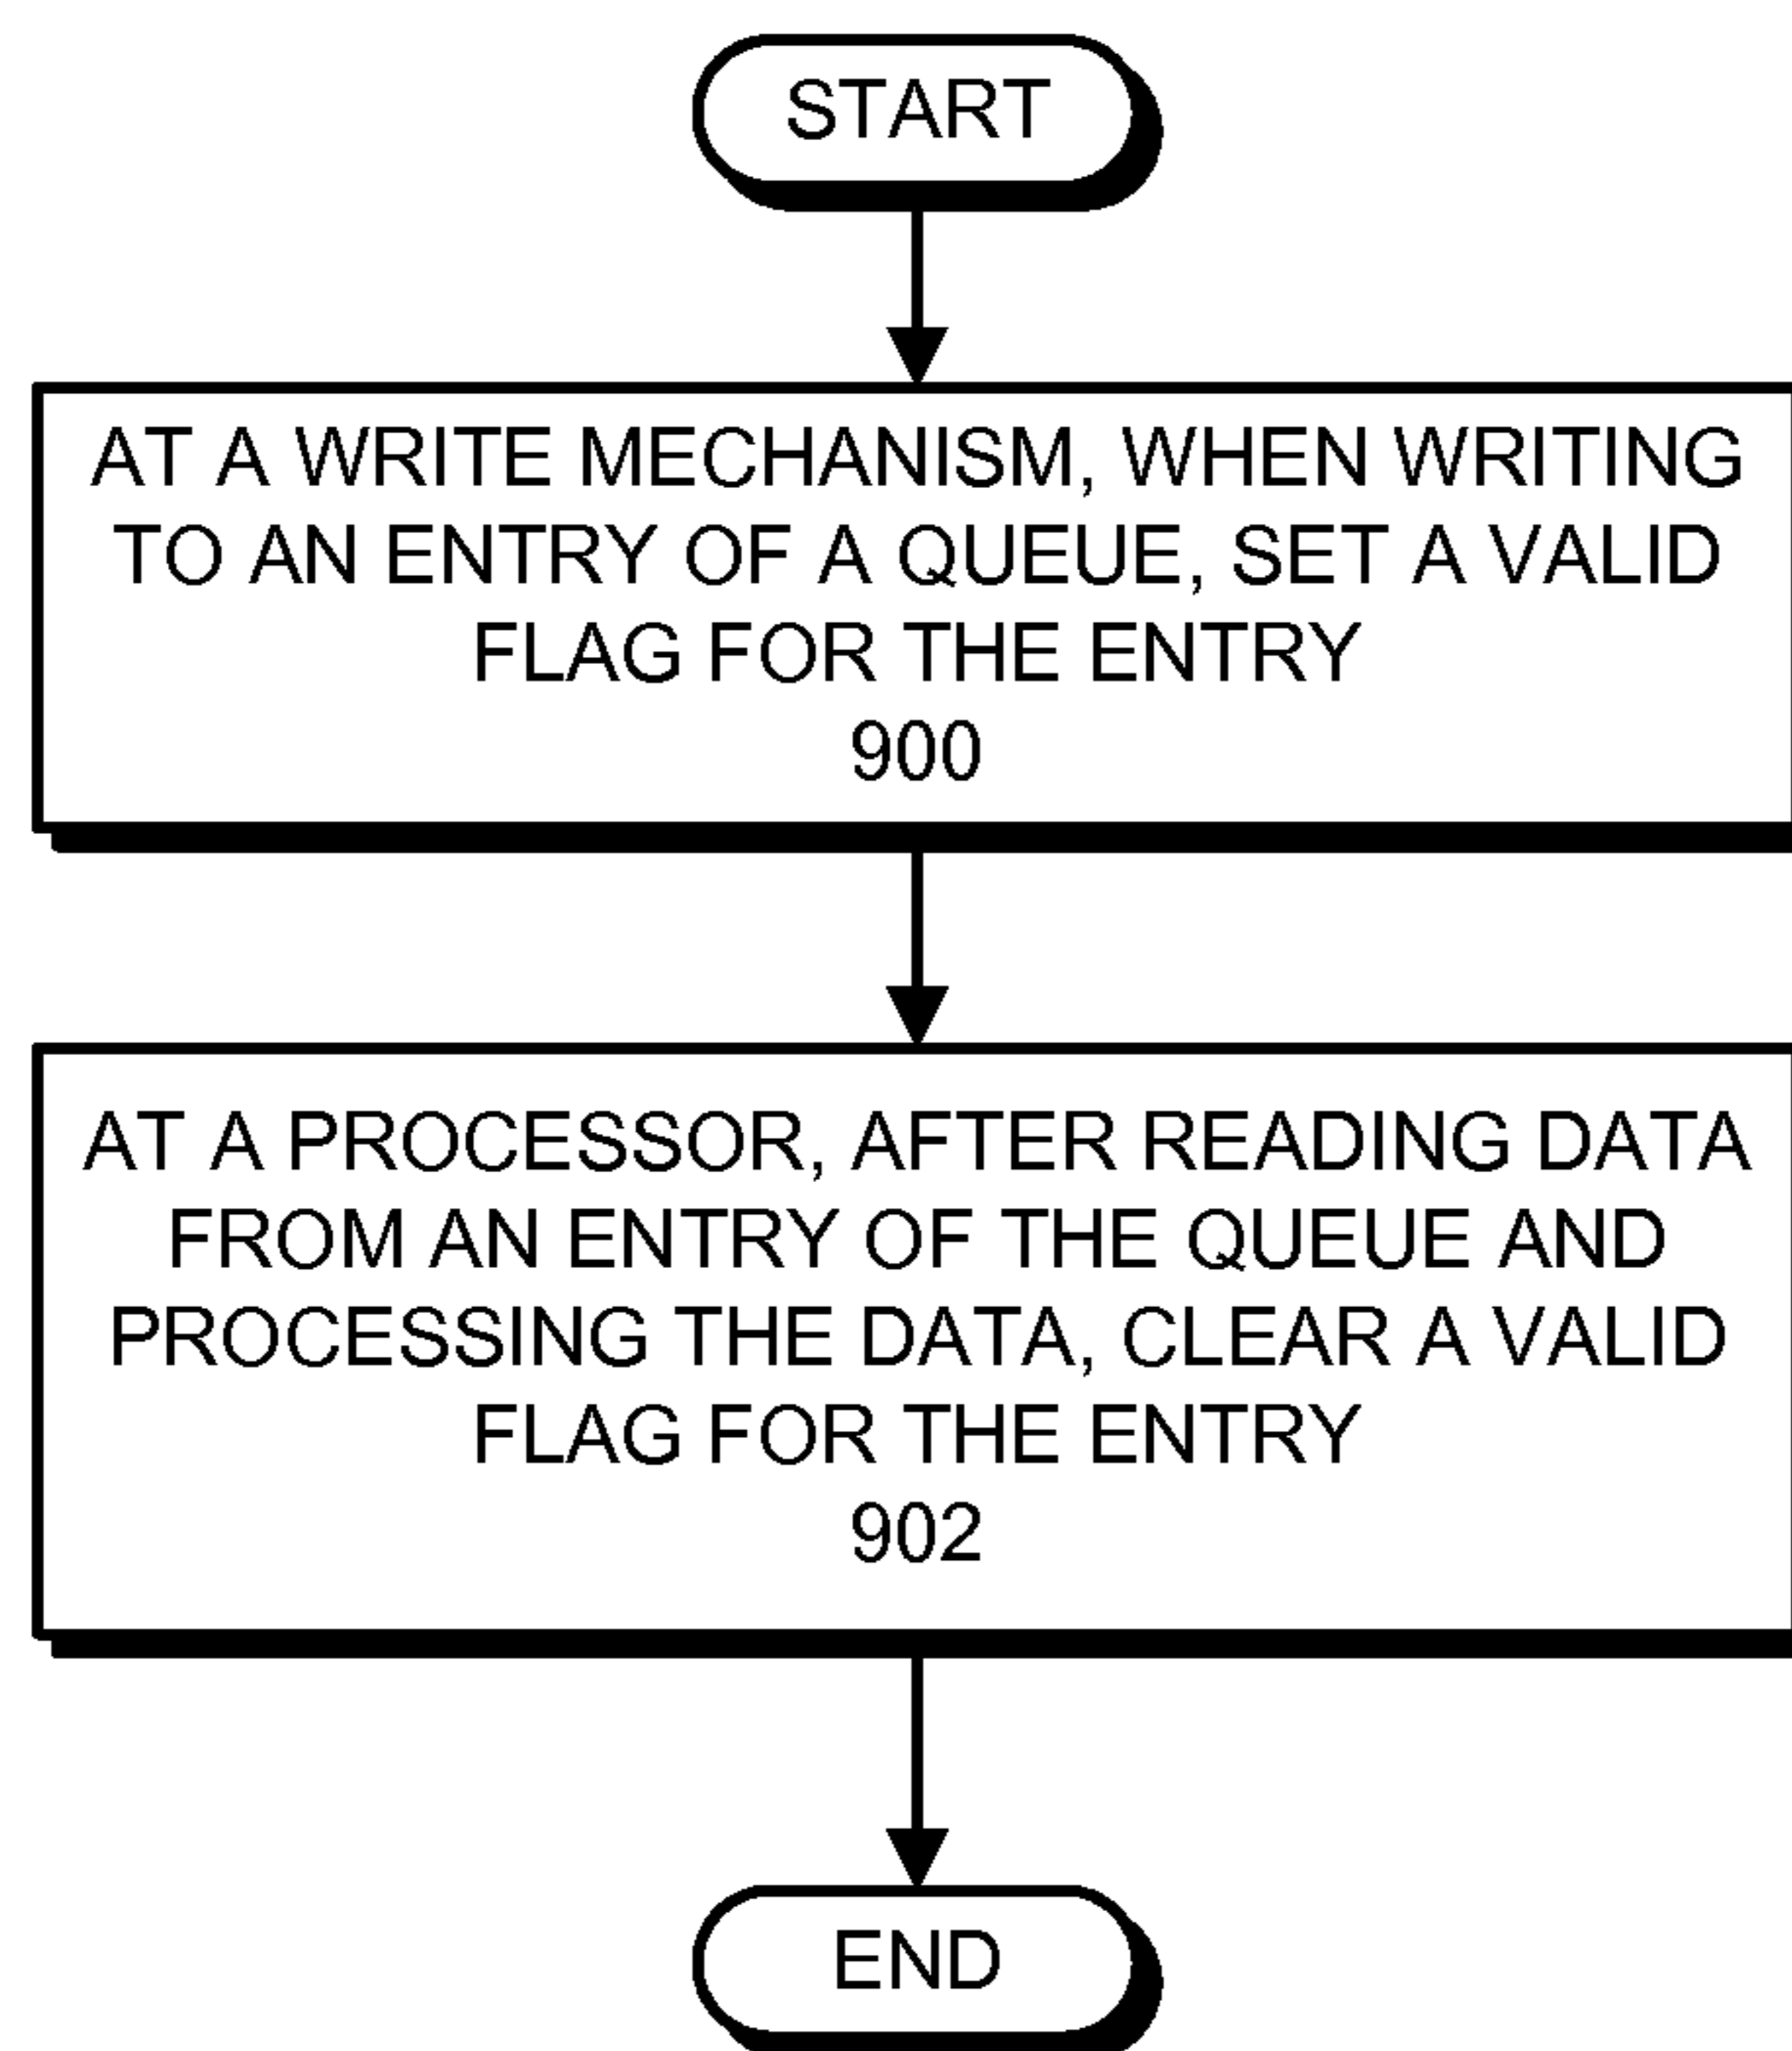 START
AT A WRITE MECHANISM, WHEN WRITING
TO AN ENTRY OF A QUEUE, SET A VALID
FLAG FOR THE ENTRY
900
AT A PROCESSOR, AFTER READING DATA
FROM AN ENTRY OF THE QUEUE AND
PROCESSING THE DATA, CLEAR A VALID
FLAG FOR THE ENTRY
902
END